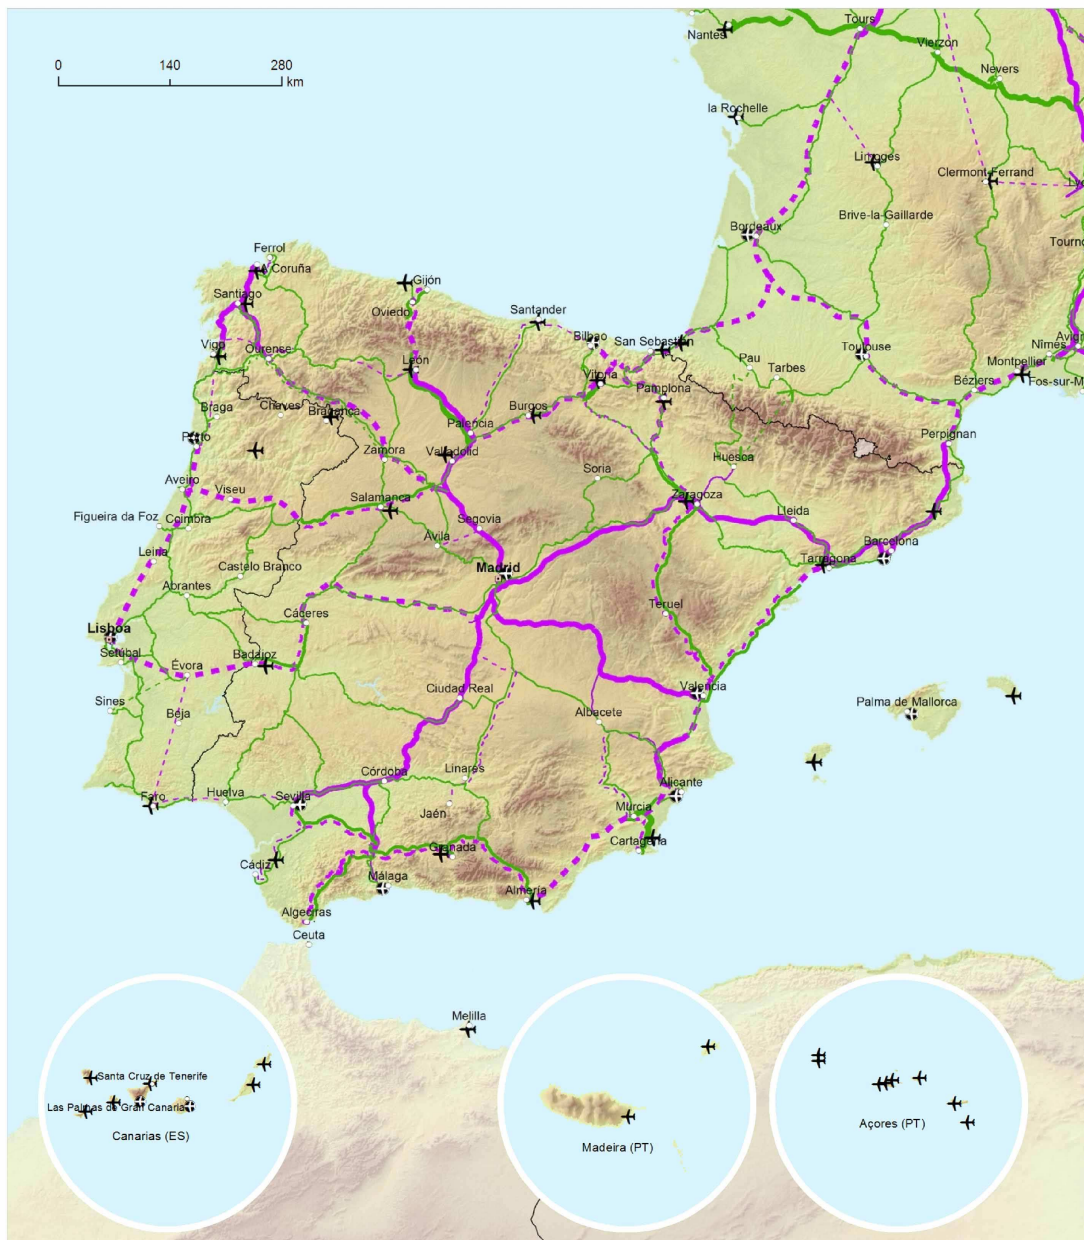 0 140 280
km
Tours
Nantes
Vierzon
Nevers
la Rochelle
Limoges
Clermont-Ferrand
Brive-la-Gaillarde
Bordeaux
Ferrol
A Coruña
Gijón
Santiago
Oviedo
Santander
Bilbao
San Sebastián
Vigo
Ourense
León
Vitoria
Pau
Tarbes
Toulouse
Nîmes
Montpellier
Béziers
Pamplona
Braga
Chaves
Bragança
Burgos
Palencia
Perpignan
Porto
Zamora
Valladolid
Huesca
Soria
Aveiro
Viseu
Salamanca
Zaragoza
Lleida
Figueira da Foz
Coimbra
Segovia
Ávila
Barcelona
Leiria
Castelo Branco
Madrid
Tarragona
Abrantes
Cáceres
Teruel
Lisboa
Setúbal
Évora
Badajoz
Ciudad Real
Valencia
Sines
Beja
Albacete
Palma de Mallorca
Córdoba
Linares
Alicante
Faro
Huelva
Sevilla
Jaén
Murcia
Cartagena
Cádiz
Granada
Málaga
Almería
Algeciras
Ceuta
Melilla
Santa Cruz de Tenerife
Las Palmas de Gran Canaria
Canarias (ES)
Madeira (PT)
Açores (PT)